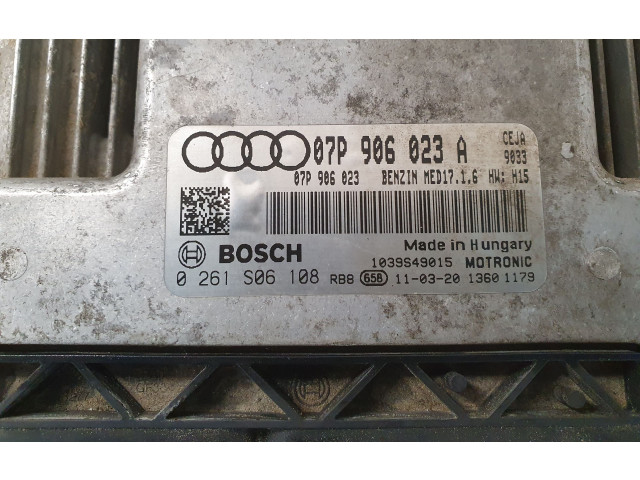 07P 906 023 A CEJA
9033
07P 906 023 BENZIN MED17.1.6 HW: H15
BOSCH Made in Hungary
1039S49015 MOTRONIC
0 261 S06 108 RB8 658 11-03-20 1360 1179